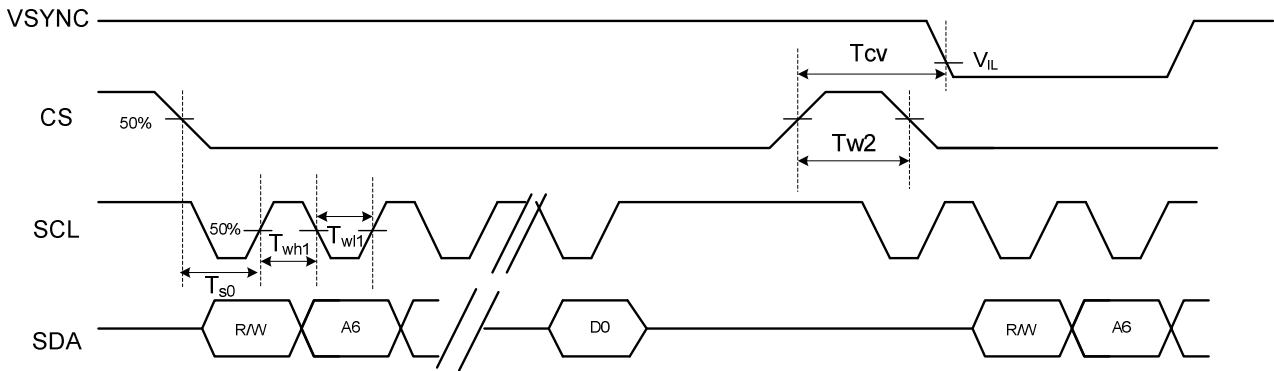 VSYNC
Tcv
VIL
CS
50%
Tw2
SCL
50%
Twh1
Twl1
Ts0
SDA
R/W
A6
D0
R/W
A6